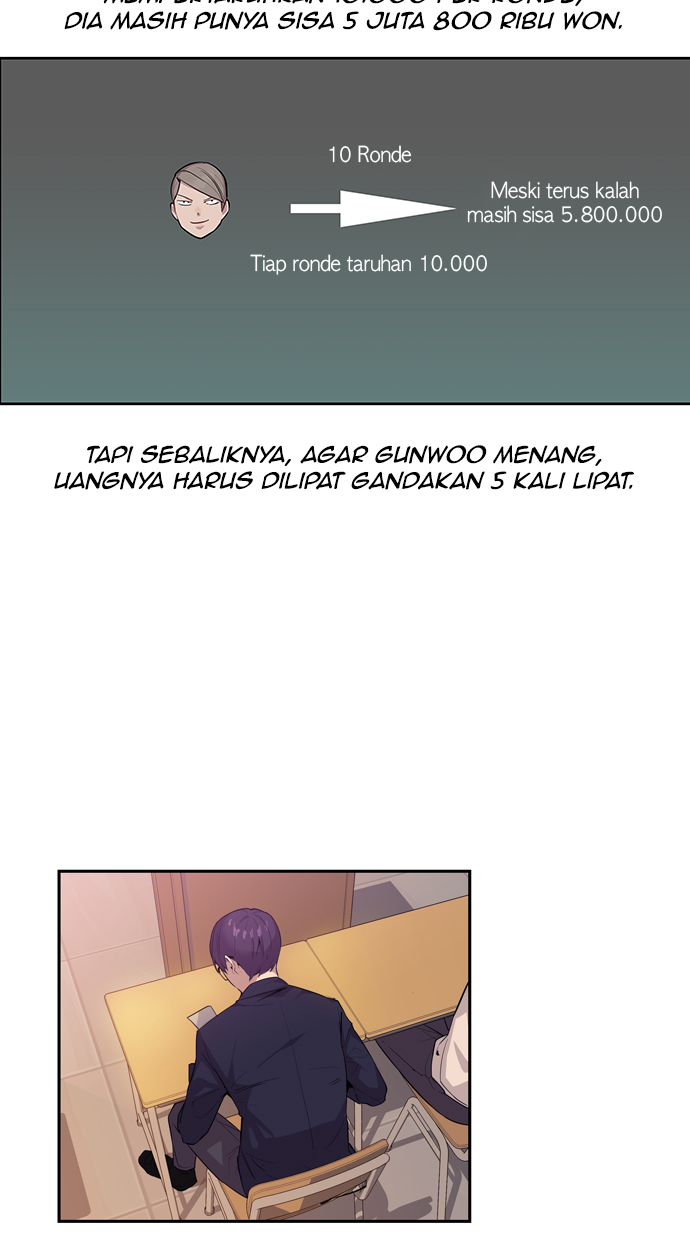 DIA MASIH PUNYA SISA 5 JUTA 800 RIBU WON.
10 Ronde
Meski terus kalah
masih sisa 5.800.000
Tiap ronde taruhan 10.000
TAPI SEBALIKNYA, AGAR GUNWOO MENANG,
UANGNYA HARUS DILIPAT GANDAKAN 5 KALI LIPAT.